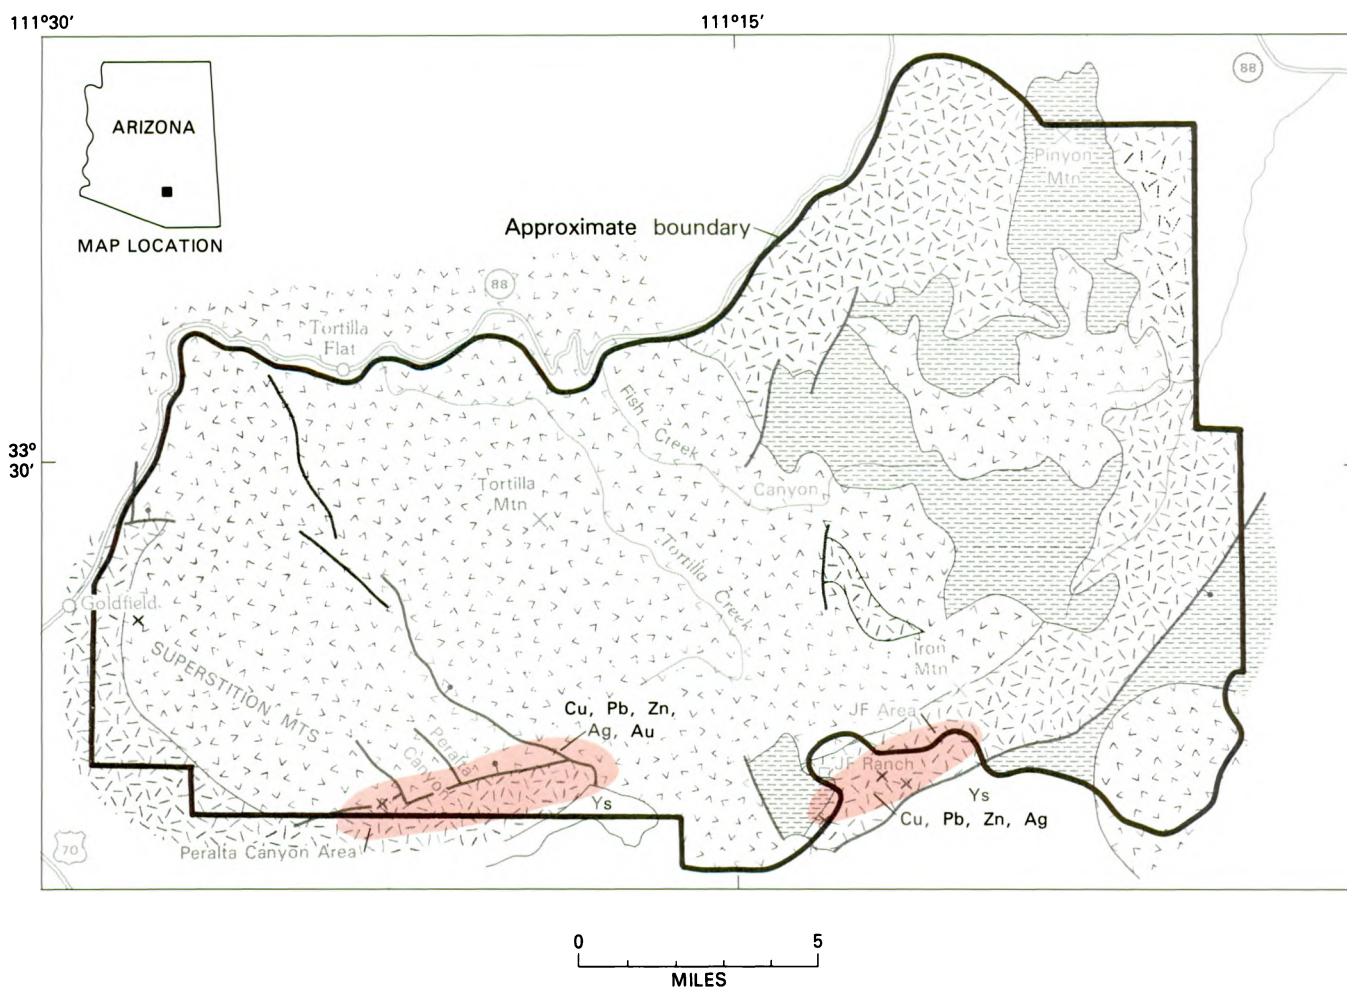 111°30′
111°15′
88
ARIZONA
MAP LOCATION
Pinyon
Mtn
Approximate boundary
88
Tortilla
Flat
Fish Creek
Canyon
33°
30′
Tortilla
Mtn
Tortilla Creek
Goldfield
SUPERSTITION MTS
Iron
Mtn
JF Area
Cu, Pb, Zn,
Ag, Au
Peralta
Canyon
JF Ranch
Ys
Ys
Cu, Pb, Zn, Ag
Peralta Canyon Area
70
0 5
MILES